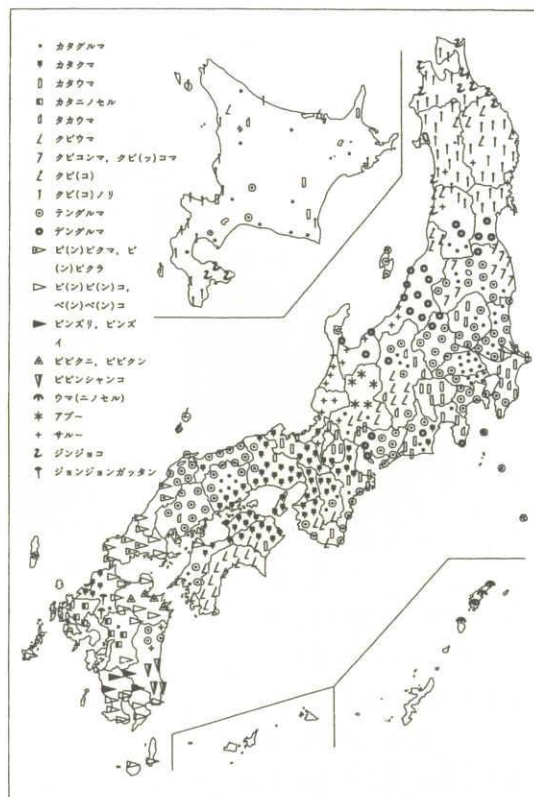 カタグルマ
カタクマ
カタウマ
カタニノセル
タカウマ
クビウマ
クビコンマ、クビ(ッ)コマ
クビ(コ)
クビ(コ)ノリ
テングルマ
デングルマ
ビ(ン)ビクマ、ビ
(ン)ビクラ
ビ(ン)ビ(ン)コ、
ベ(ン)ベ(ン)コ
ビンズリ、ビンズ
イ
ビビクニ、ビビクン
ビビンシャンコ
ウマ(ニノセル)
アブー
サルー
ジンジョコ
ジョンジョンガッタン